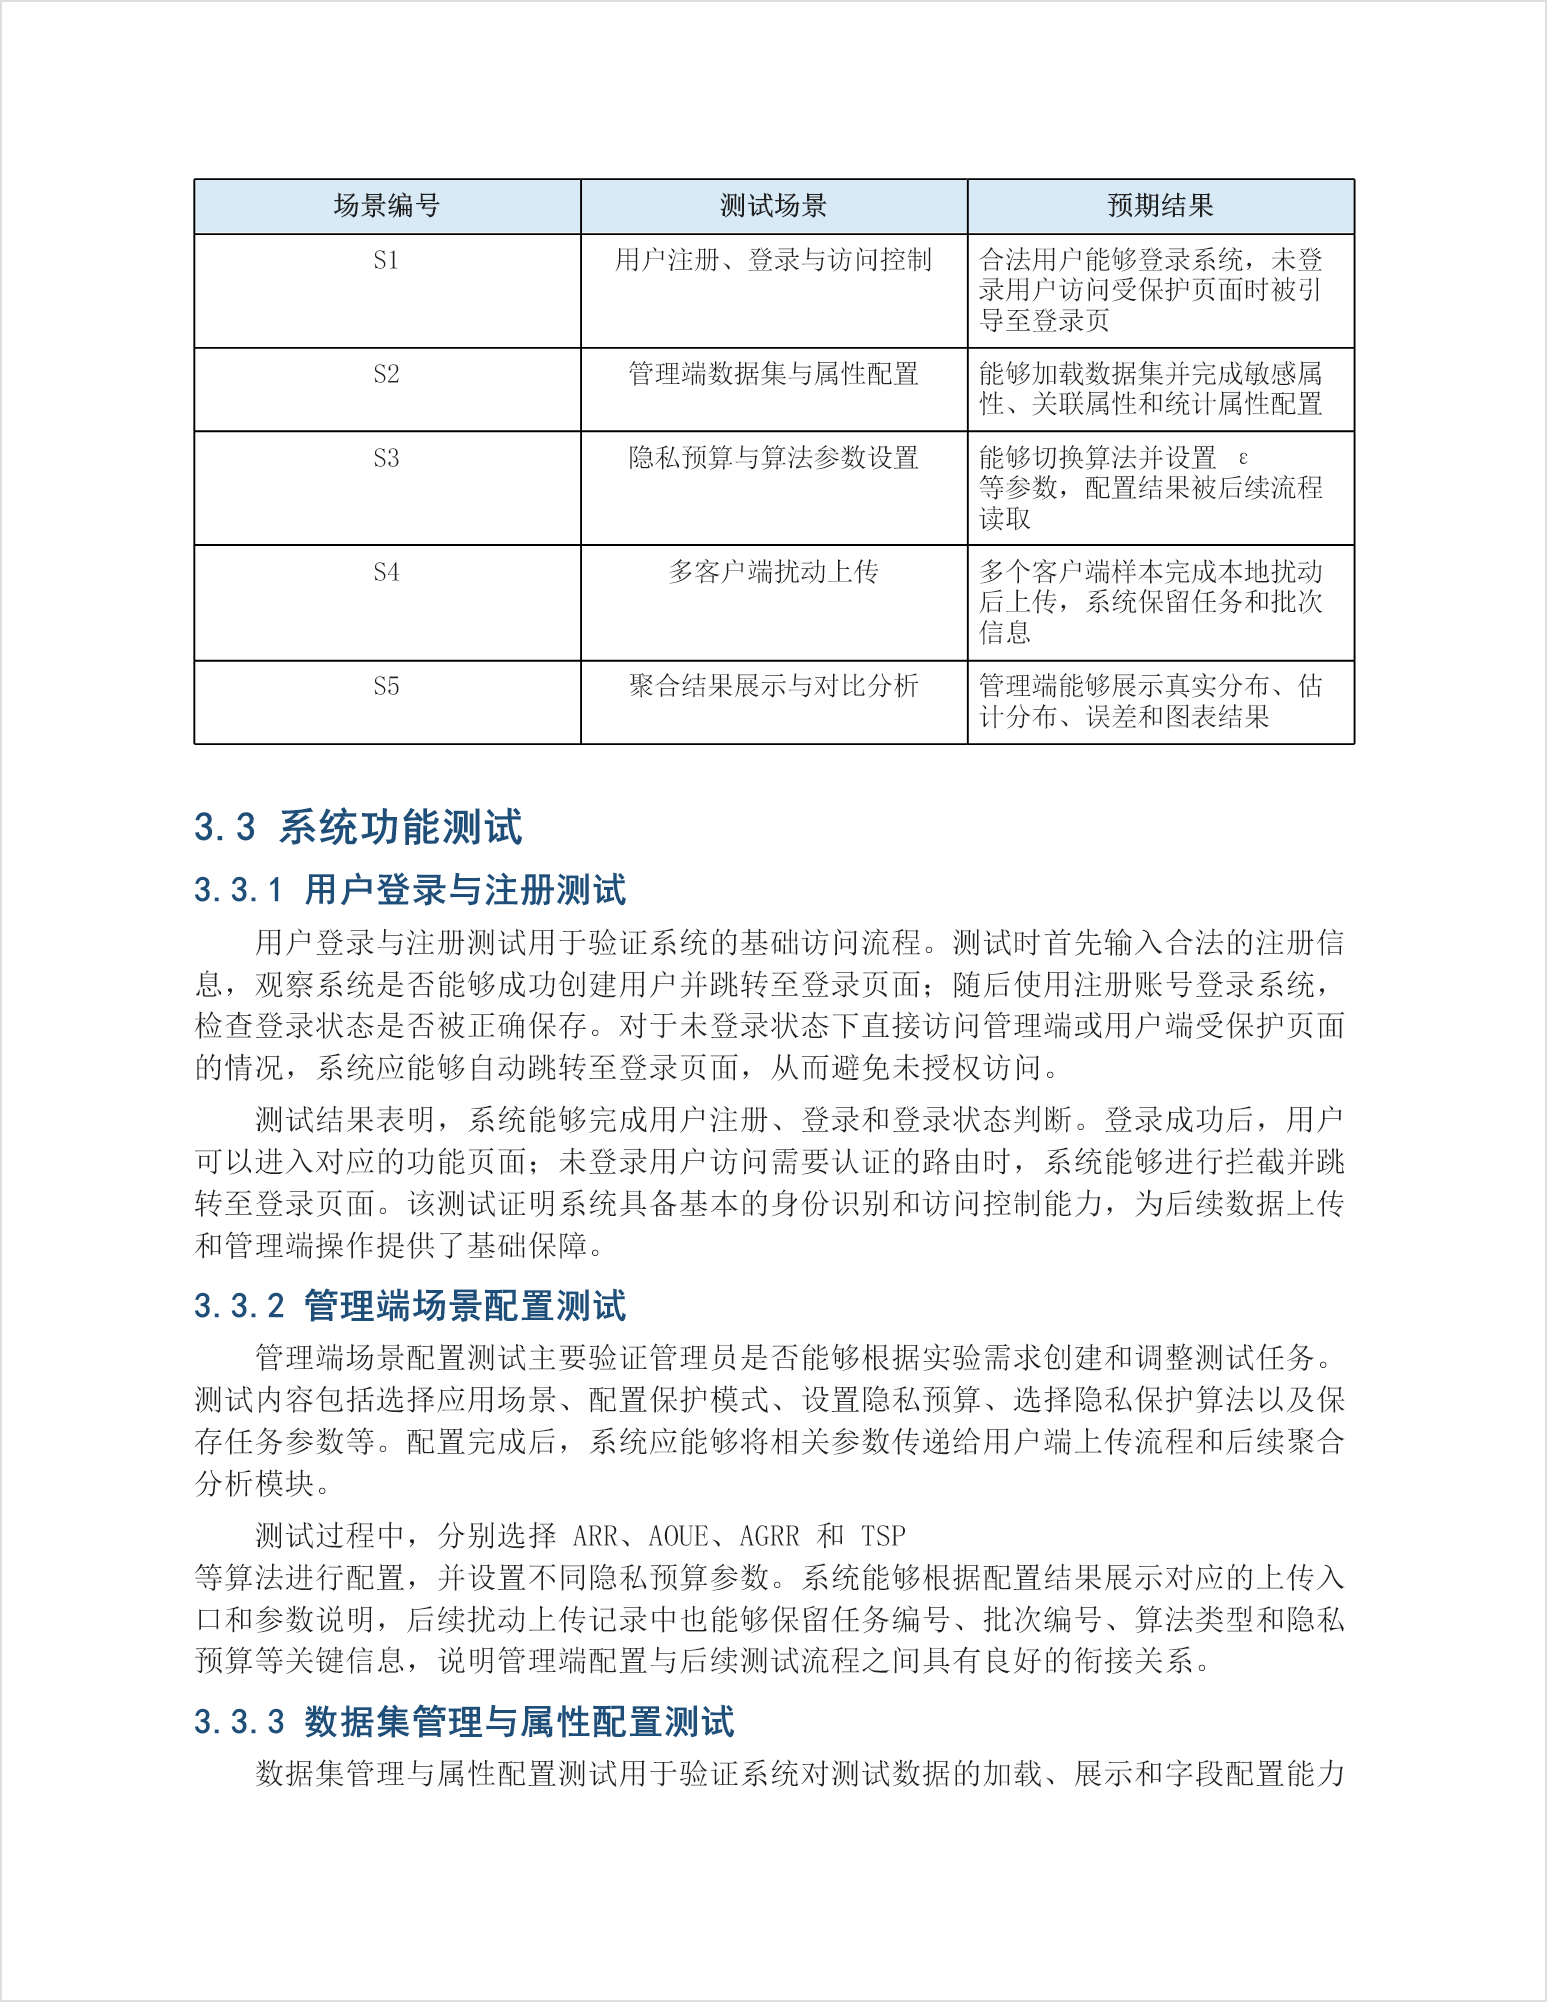 场景编号 测试场景 预期结果
S1 用户注册、登录与访问控制 合法用户能够登录系统，未登
录用户访问受保护页面时被引
导至登录页
S2 管理端数据集与属性配置 能够加载数据集并完成敏感属
性、关联属性和统计属性配置
S3 隐私预算与算法参数设置 能够切换算法并设置 ε
等参数，配置结果被后续流程
读取
S4 多客户端扰动上传 多个客户端样本完成本地扰动
后上传，系统保留任务和批次
信息
S5 聚合结果展示与对比分析 管理端能够展示真实分布、估
计分布、误差和图表结果
3.3 系统功能测试
3.3.1 用户登录与注册测试
用户登录与注册测试用于验证系统的基础访问流程。测试时首先输入合法的注册信
息，观察系统是否能够成功创建用户并跳转至登录页面；随后使用注册账号登录系统，
检查登录状态是否被正确保存。对于未登录状态下直接访问管理端或用户端受保护页面
的情况，系统应能够自动跳转至登录页面，从而避免未授权访问。
测试结果表明，系统能够完成用户注册、登录和登录状态判断。登录成功后，用户
可以进入对应的功能页面；未登录用户访问需要认证的路由时，系统能够进行拦截并跳
转至登录页面。该测试证明系统具备基本的身份识别和访问控制能力，为后续数据上传
和管理端操作提供了基础保障。
3.3.2 管理端场景配置测试
管理端场景配置测试主要验证管理员是否能够根据实验需求创建和调整测试任务。
测试内容包括选择应用场景、配置保护模式、设置隐私预算、选择隐私保护算法以及保
存任务参数等。配置完成后，系统应能够将相关参数传递给用户端上传流程和后续聚合
分析模块。
测试过程中，分别选择 ARR、AOUE、AGRR 和 TSP
等算法进行配置，并设置不同隐私预算参数。系统能够根据配置结果展示对应的上传入
口和参数说明，后续扰动上传记录中也能够保留任务编号、批次编号、算法类型和隐私
预算等关键信息，说明管理端配置与后续测试流程之间具有良好的衔接关系。
3.3.3 数据集管理与属性配置测试
数据集管理与属性配置测试用于验证系统对测试数据的加载、展示和字段配置能力